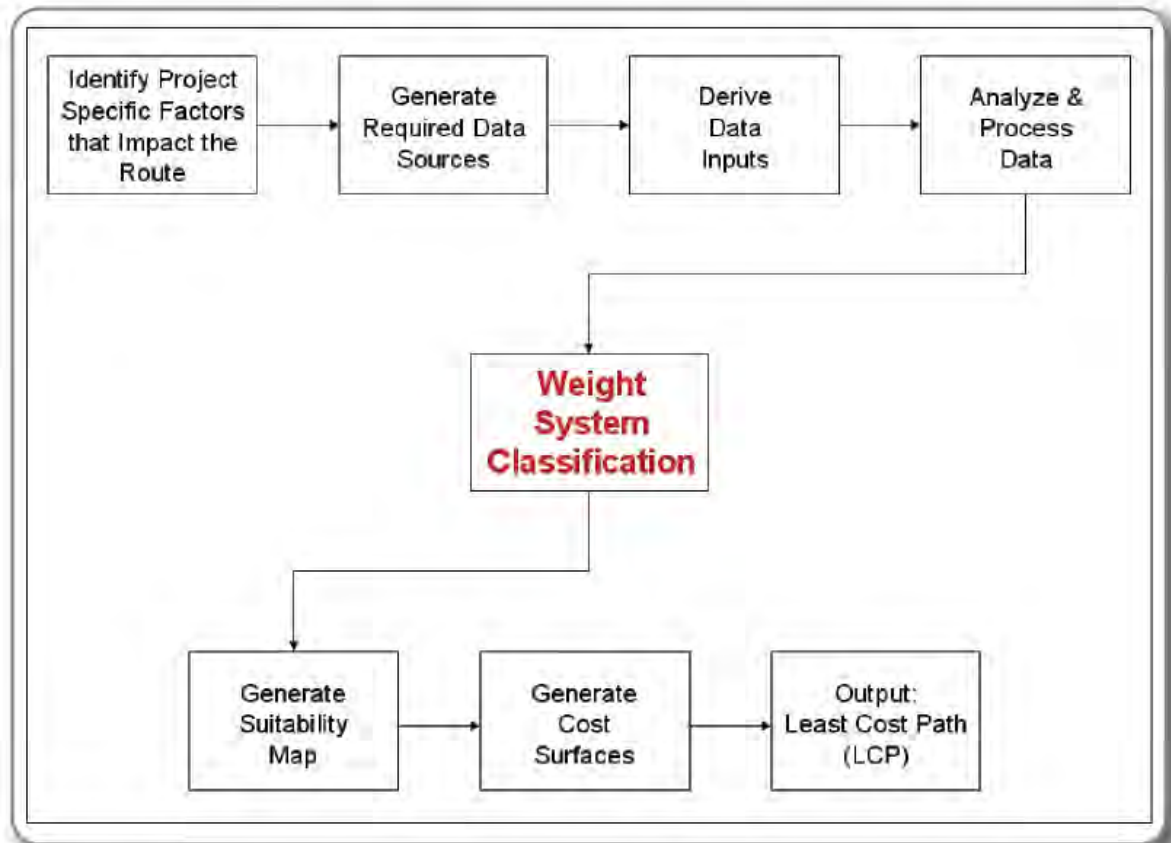 Identify Project
Specific Factors
that Impact the
Route
Generate
Required Data
Sources
Derive
Data
Inputs
Analyze &
Process
Data
Weight
System
Classification
Generate
Suitability
Map
Generate
Cost
Surfaces
Output:
Least Cost Path
(LCP)